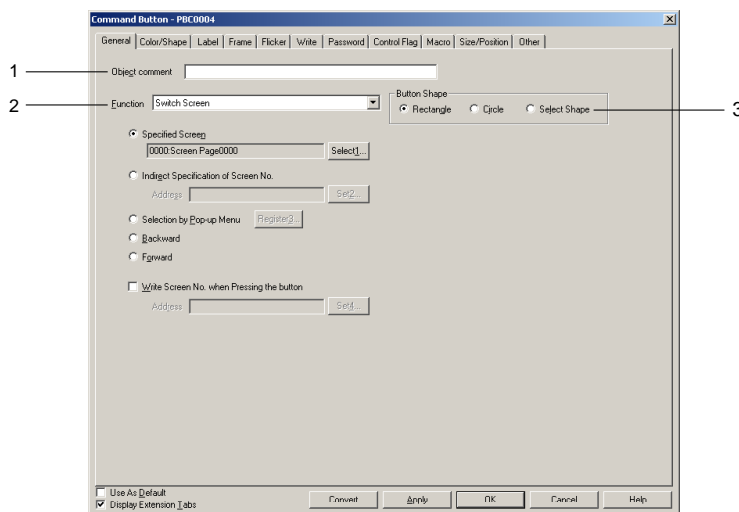 Command Button - PBC0004
General Color/Shape Label Frame Flicker Write Password Control Flag Macro Size/Position Other
1 Object comment
2 Function Switch Screen
Button Shape
Rectangle Circle Select Shape 3
Specified Screen
0000:Screen Page0000 Select1...
Indirect Specification of Screen No.
Address Set2...
Selection by Pop-up Menu Register3...
Backward
Forward
Write Screen No. when Pressing the button
Address Set4...
Use As Default
Display Extension Tabs
Convert Apply OK Cancel Help